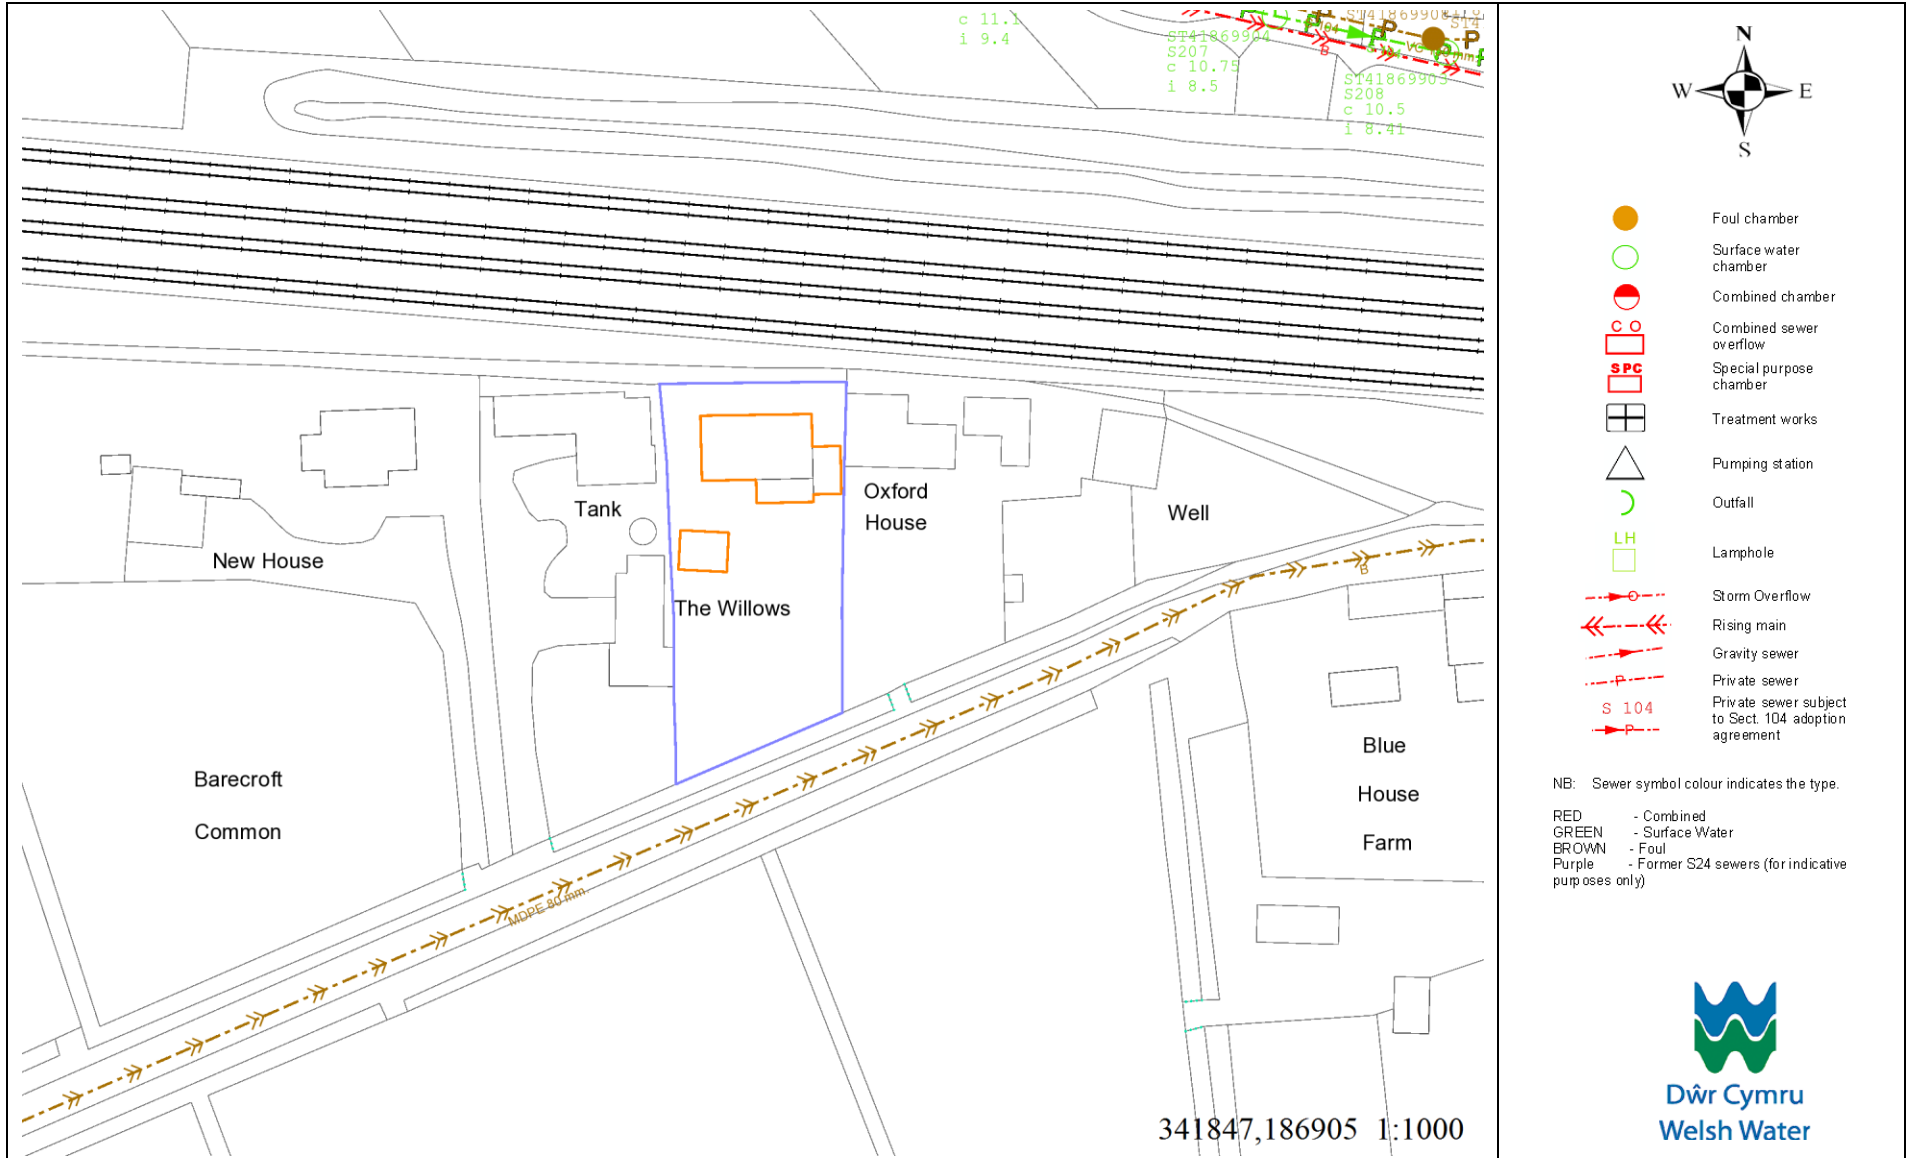 c 11.1
i 9.4
ST41869904
S207
c 10.75
i 8.5
ST41869903
S208
c 10.5
i 8.41
B
Tank
Oxford
House
Well
New House
The Willows
B
Barecroft
Common
Blue
House
Farm
MDPE 80 mm.
341847,186905 1:1000
N
W E
S
Foul chamber
Surface water
chamber
Combined chamber
C O
Combined sewer
overflow
SPC
Special purpose
chamber
Treatment works
Pumping station
Outfall
LH
Lamphole
Storm Overflow
Rising main
Gravity sewer
P
Private sewer
S 104
P
Private sewer subject
to Sect. 104 adoption
agreement
NB: Sewer symbol colour indicates the type.
RED - Combined
GREEN - Surface Water
BROWN - Foul
Purple - Former S24 sewers (for indicative
purposes only)
Dŵr Cymru
Welsh Water